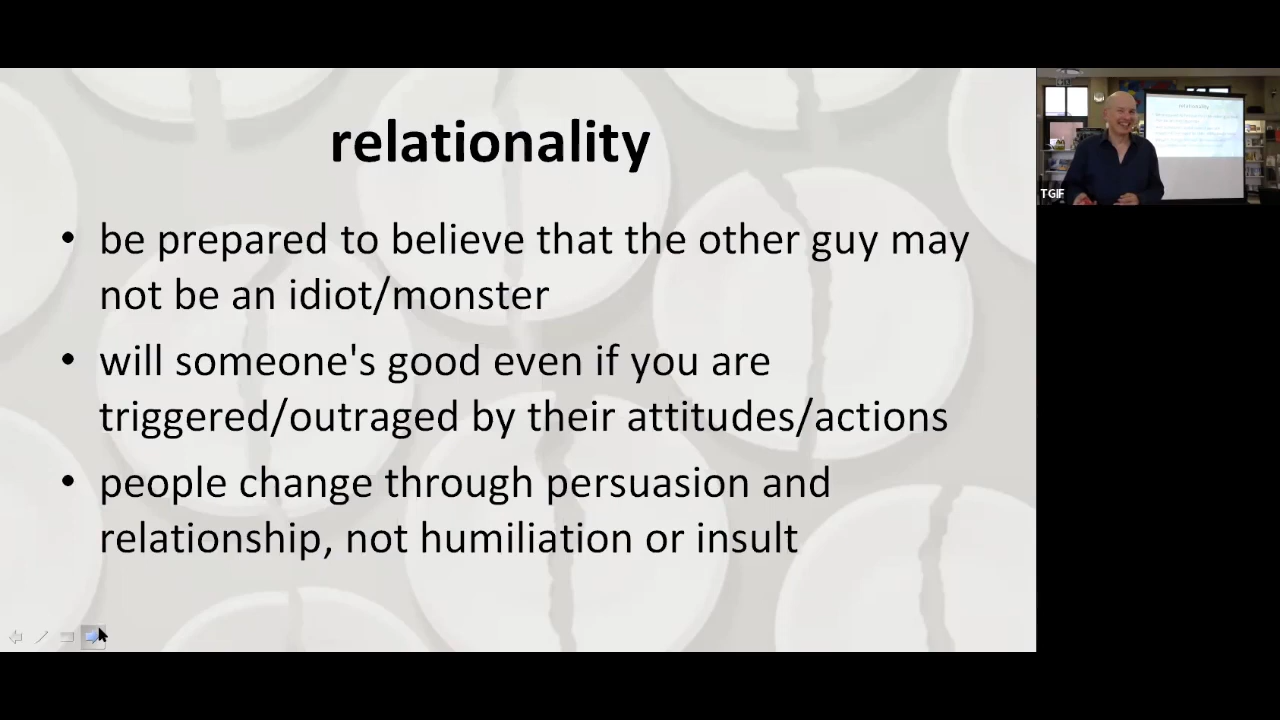 relationality
• be prepared to believe that the other guy may
not be an idiot/monster
• will someone's good even if you are
triggered/outraged by their attitudes/actions
• people change through persuasion and
relationship, not humiliation or insult
relationality
TGIF